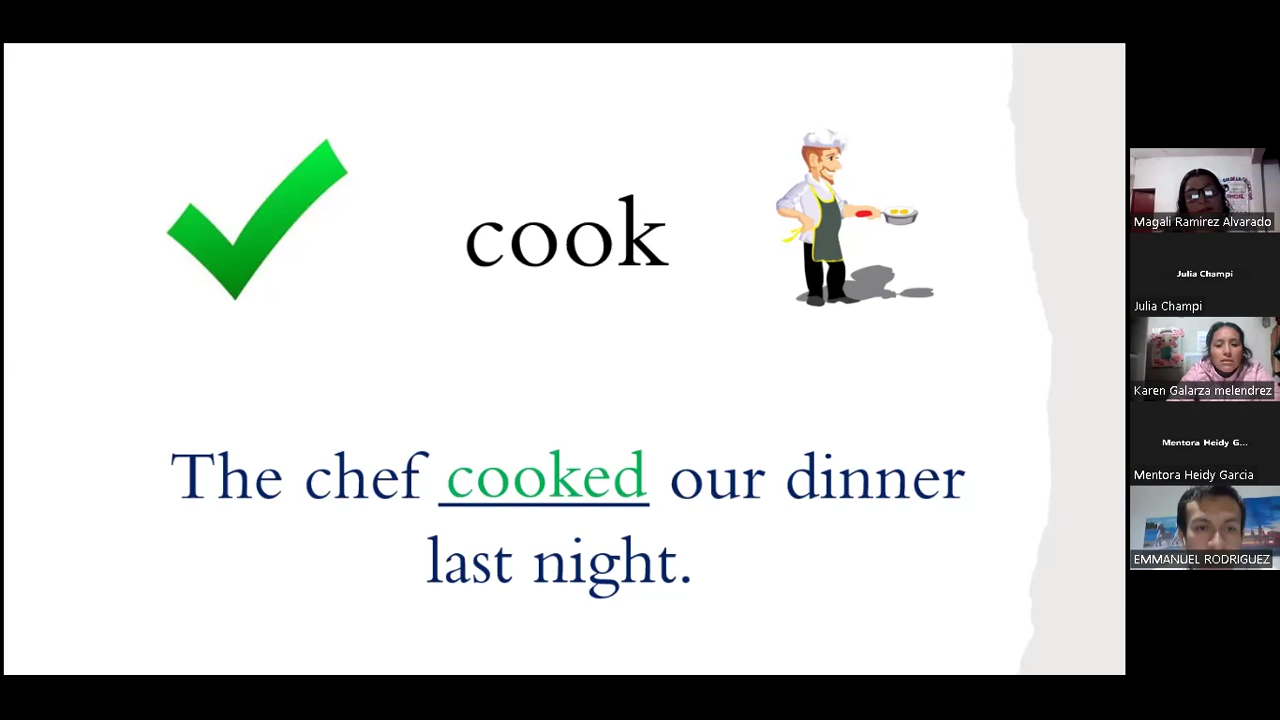 cook
The chef cooked our dinner
last night.
Magali Ramirez Alvarado
Julia Champi
Julia Champi
Karen Galarza melendrez
Mentora Heidy G...
Mentora Heidy Garcia
EMMANUEL RODRIGUEZ